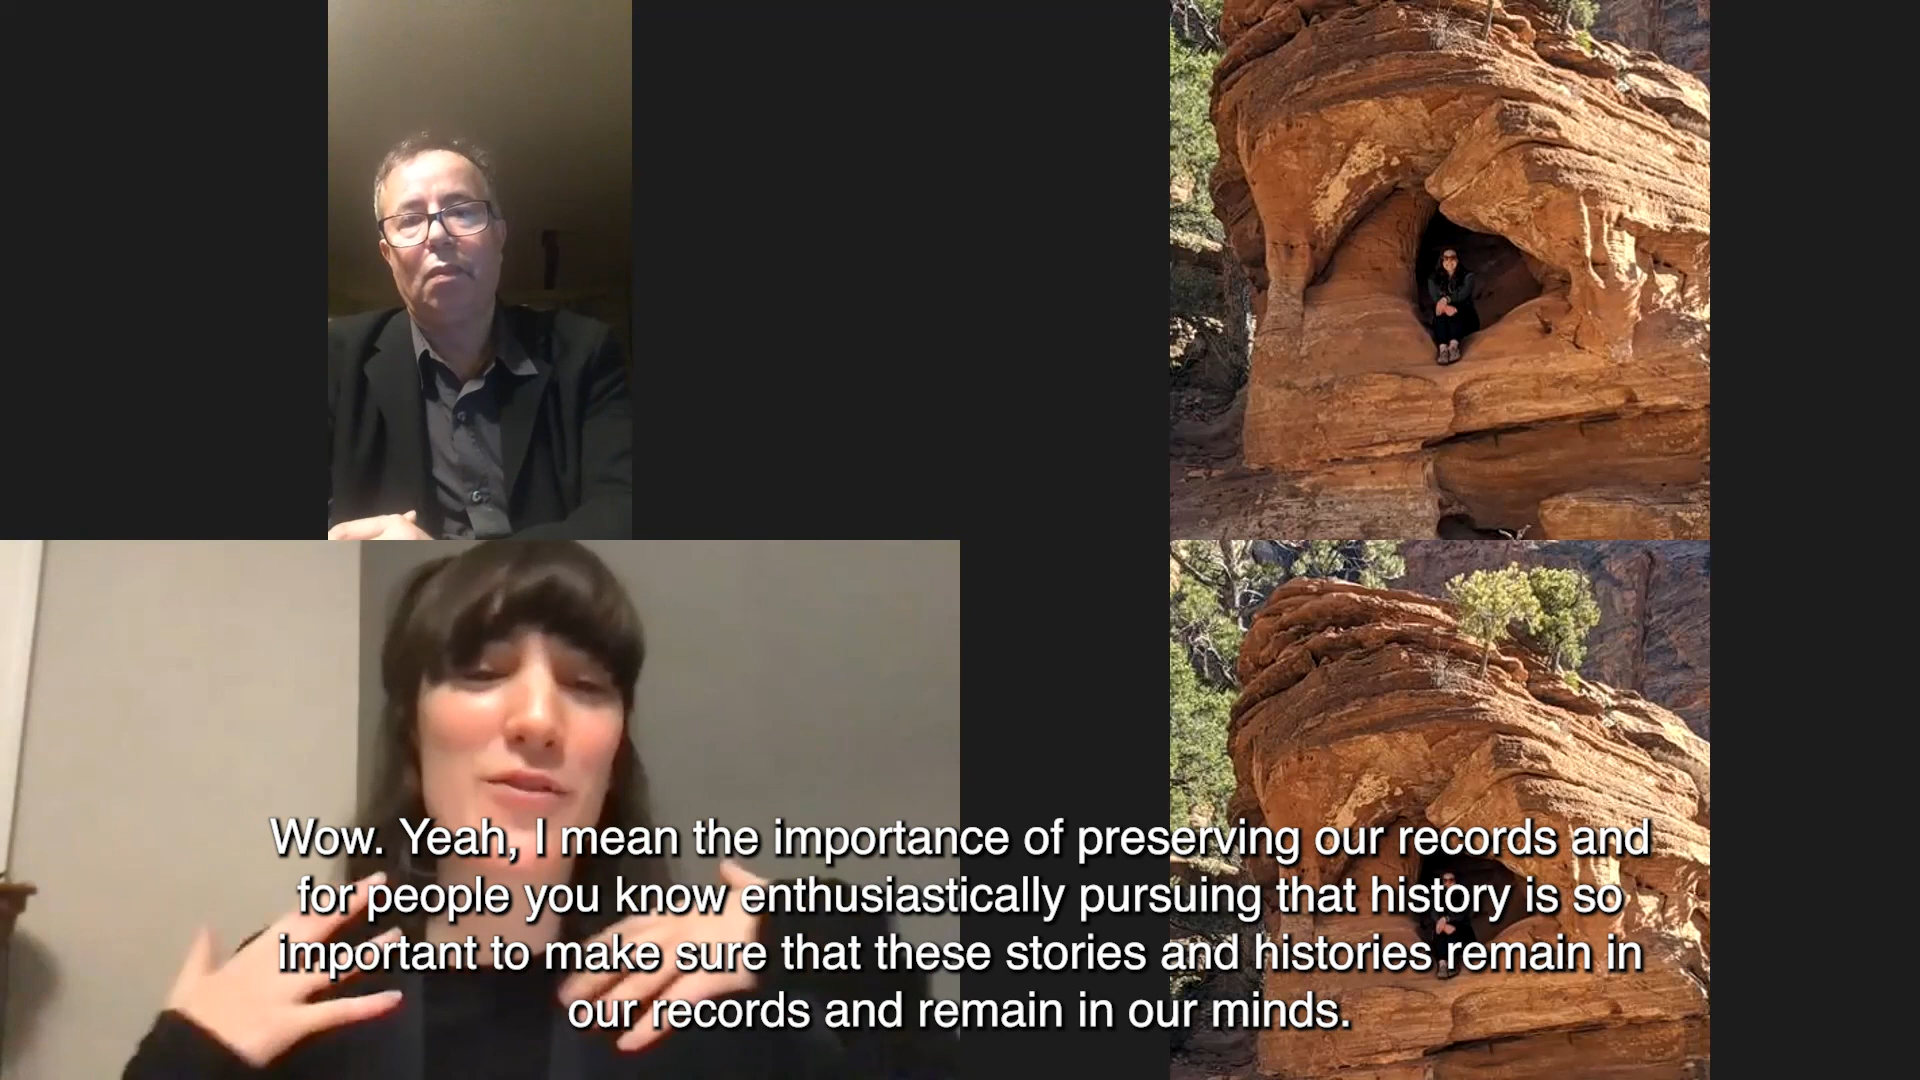 Wow. Yeah, I mean the importance of preserving our records and
for people you know enthusiastically pursuing that history is so
important to make sure that these stories and histories remain in
our records and remain in our minds.